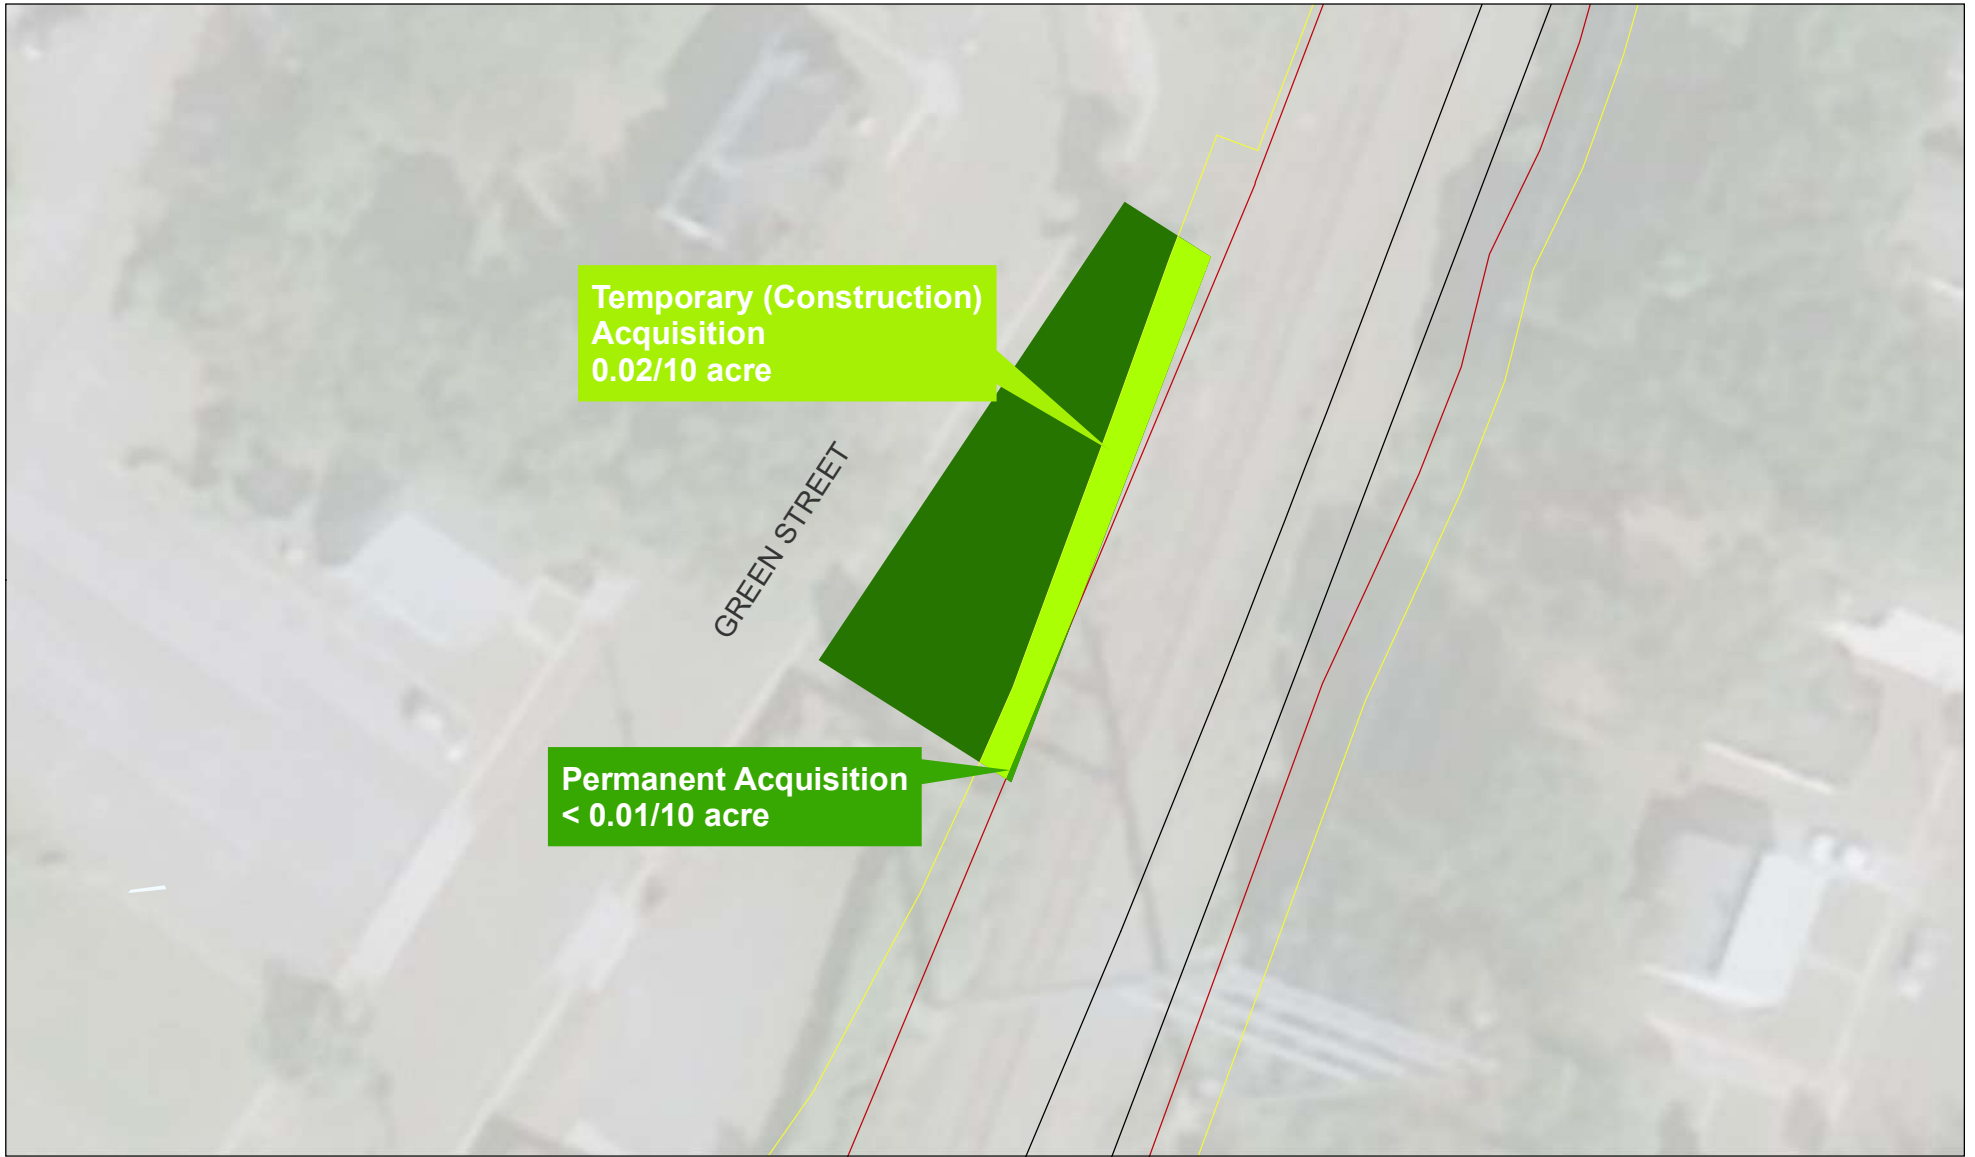 Temporary (Construction)
Acquisition
0.02/10 acre
GREEN STREET
Permanent Acquisition
< 0.01/10 acre